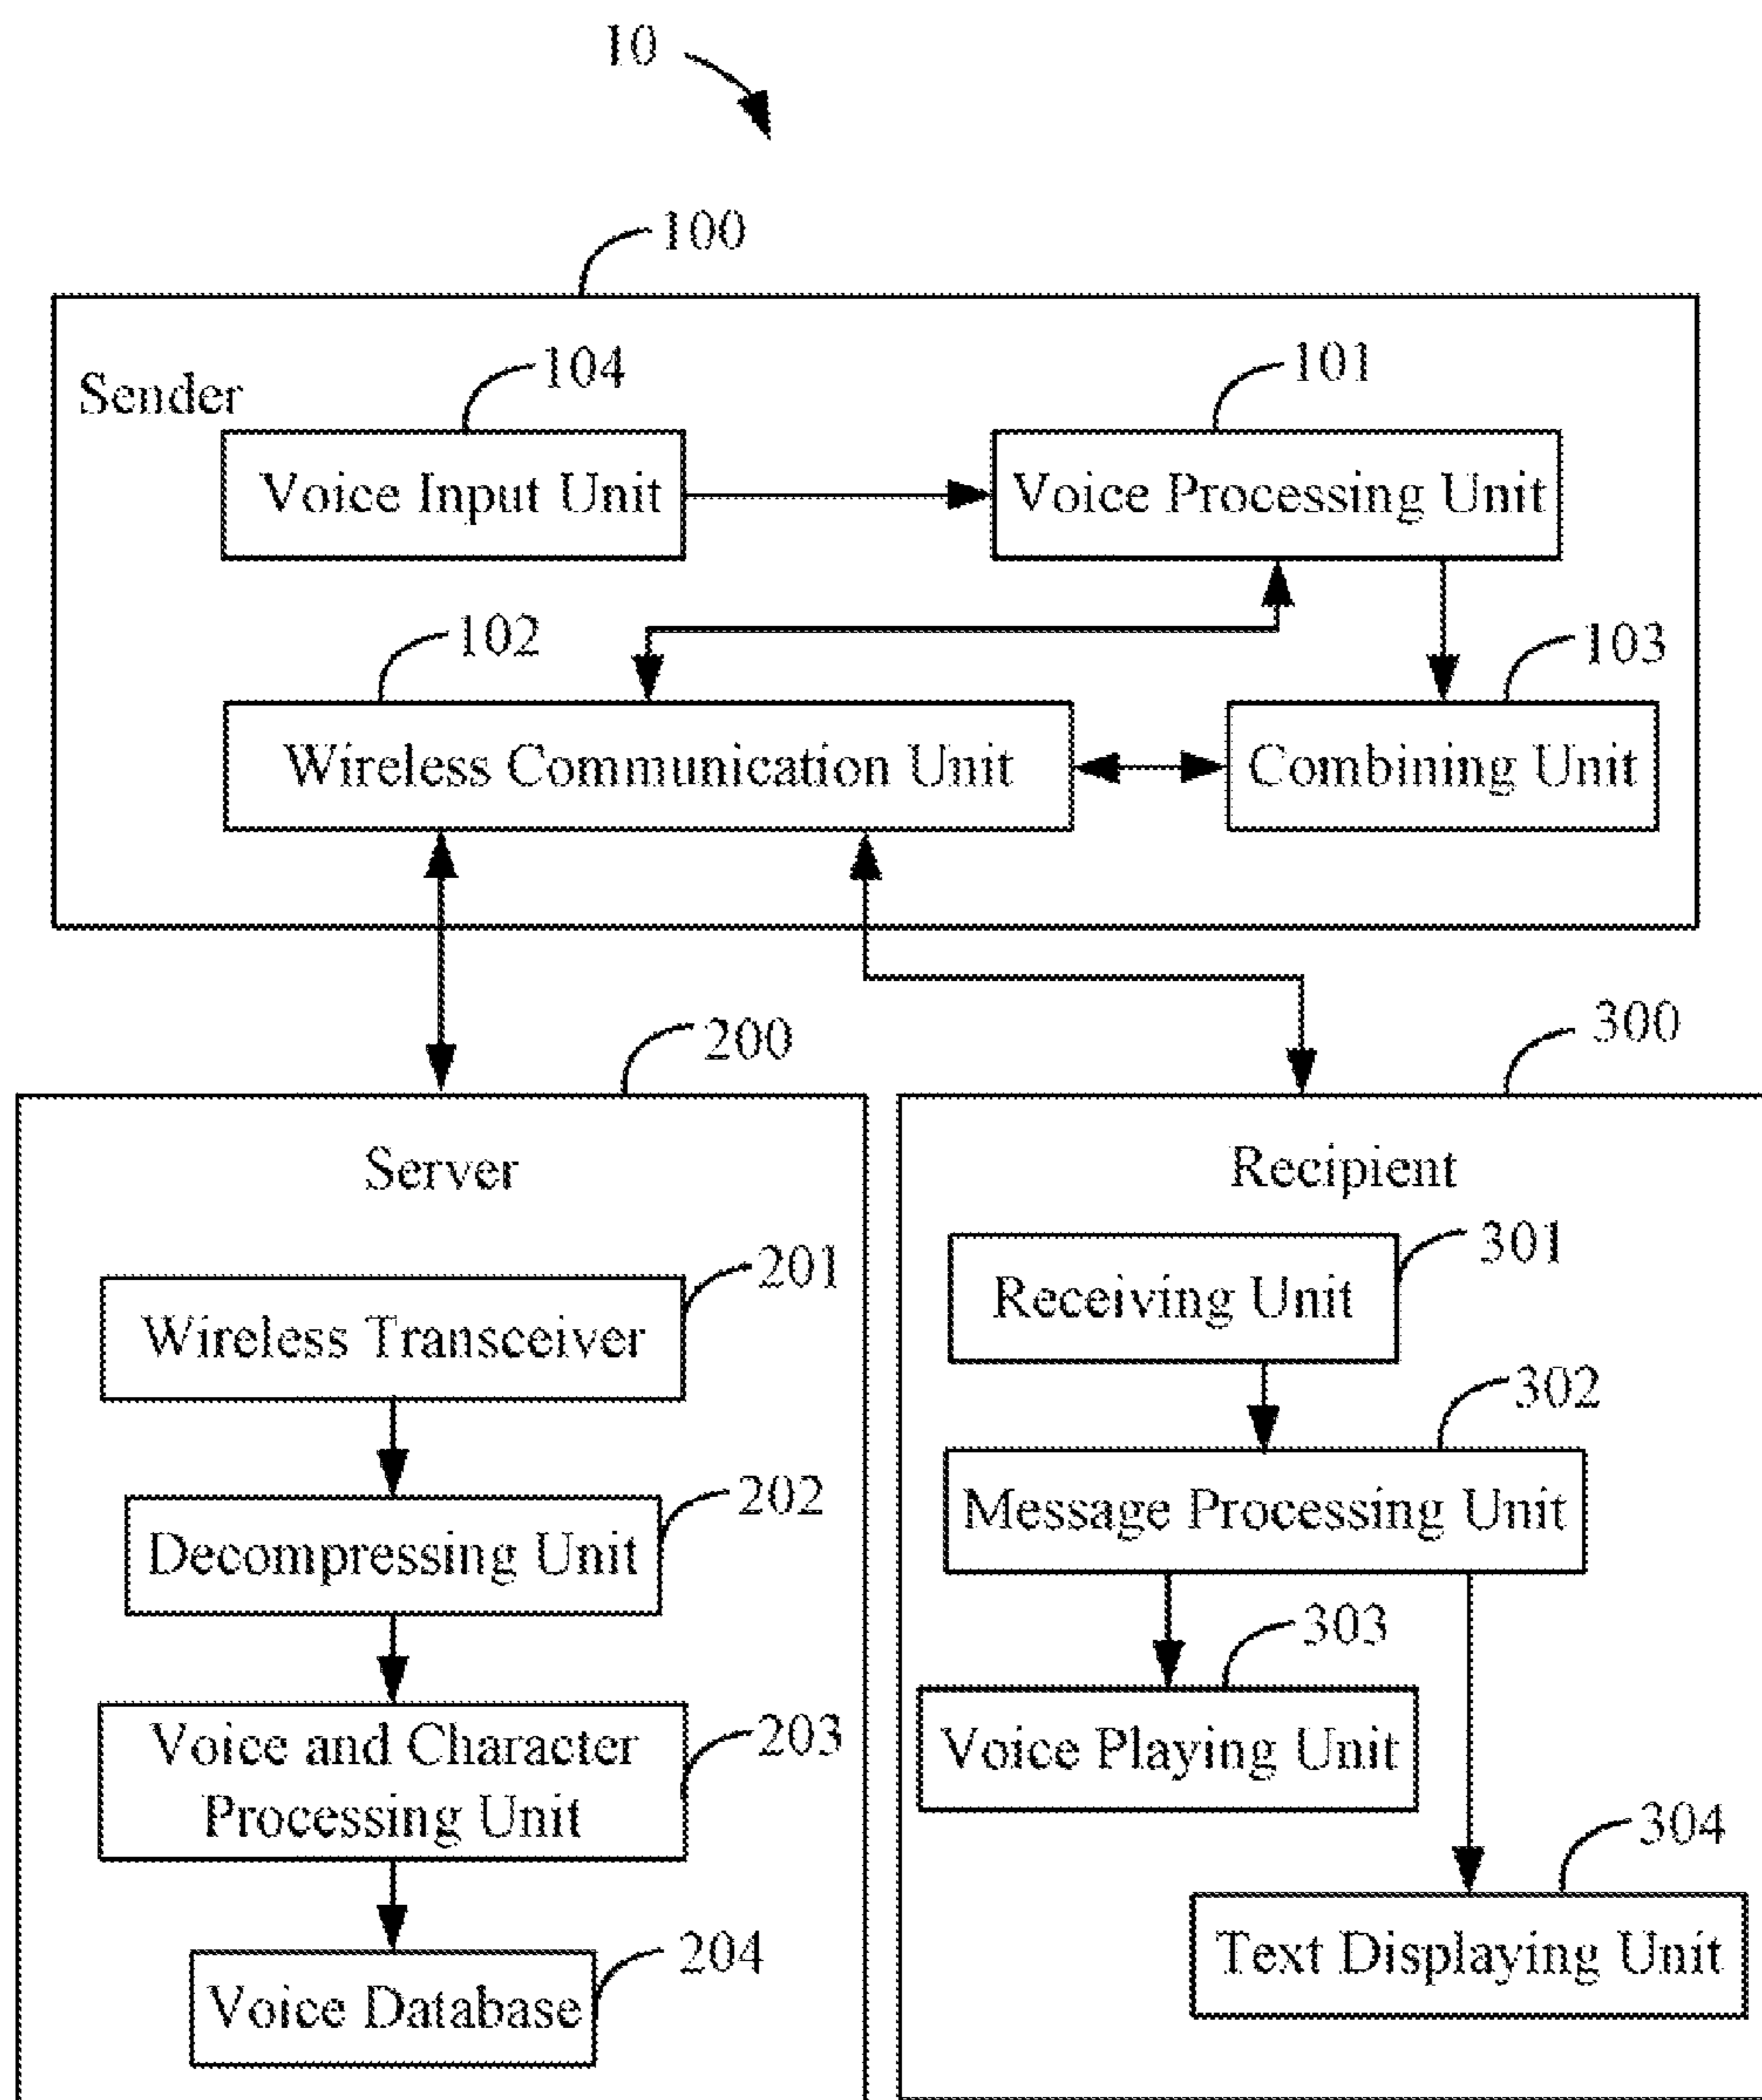 10
100
Sender
104
101
Voice Input Unit
Voice Processing Unit
102
103
Wireless Communication Unit
Combining Unit
200
300
Server
201
Wireless Transceiver
202
Decompressing Unit
203
Voice and Character
Processing Unit
204
Voice Database
Recipient
301
Receiving Unit
302
Message Processing Unit
303
Voice Playing Unit
304
Text Displaying Unit